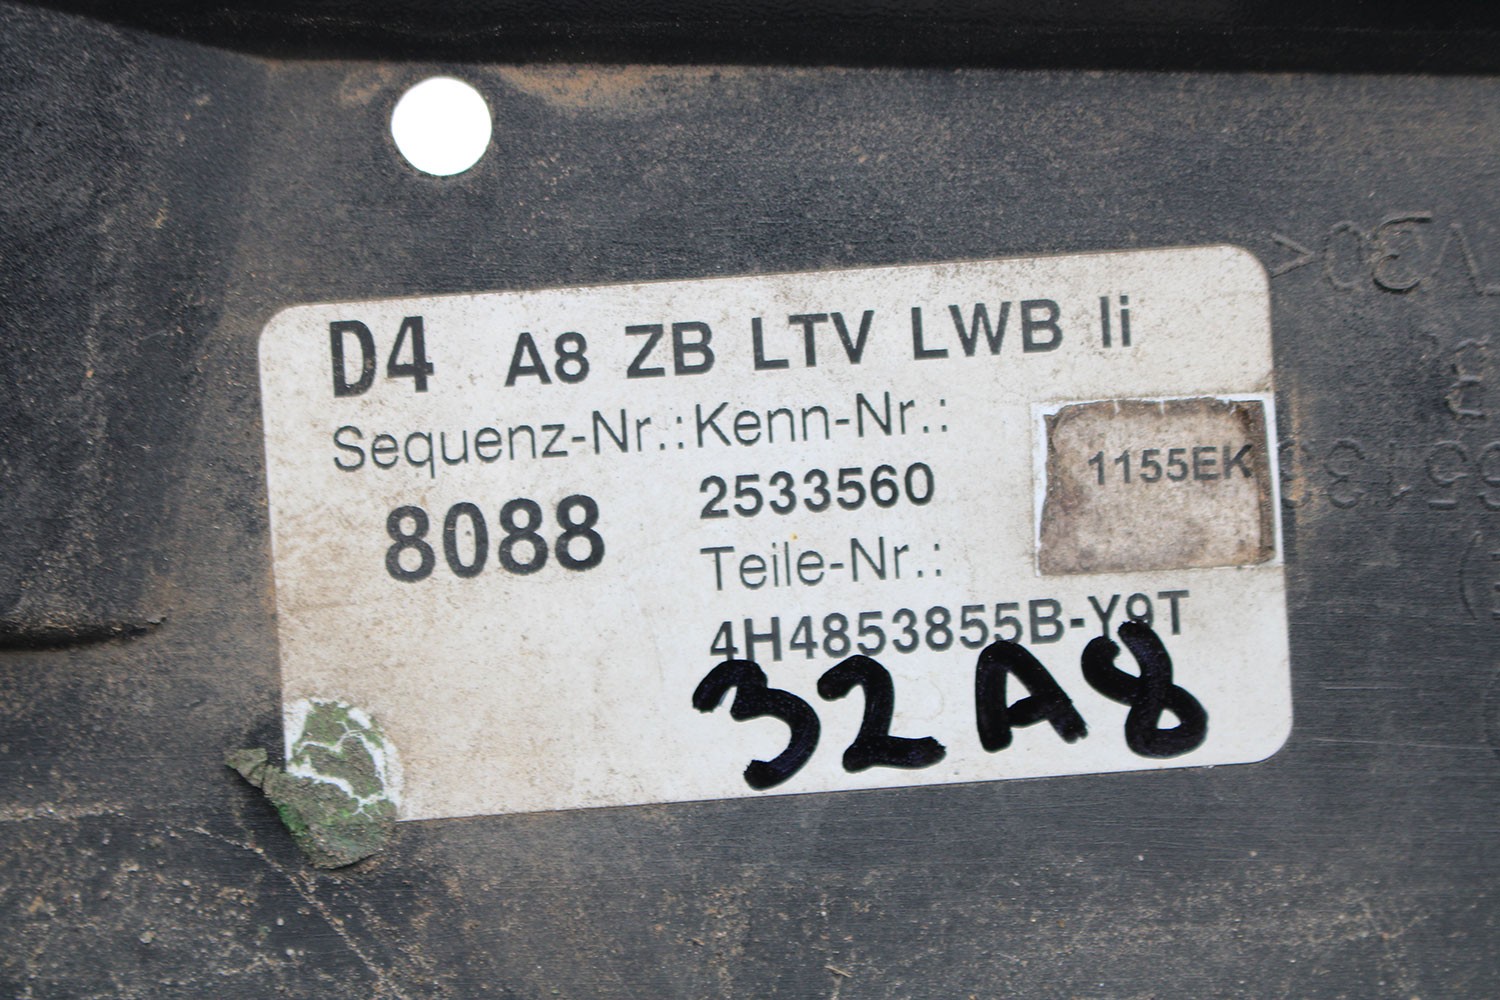 D4 A8 ZB LTV LWB li
Sequenz-Nr.: Kenn-Nr.:
1155EK
8088 2533560
Teile-Nr.:
4H4853855B-Y9T
32A8